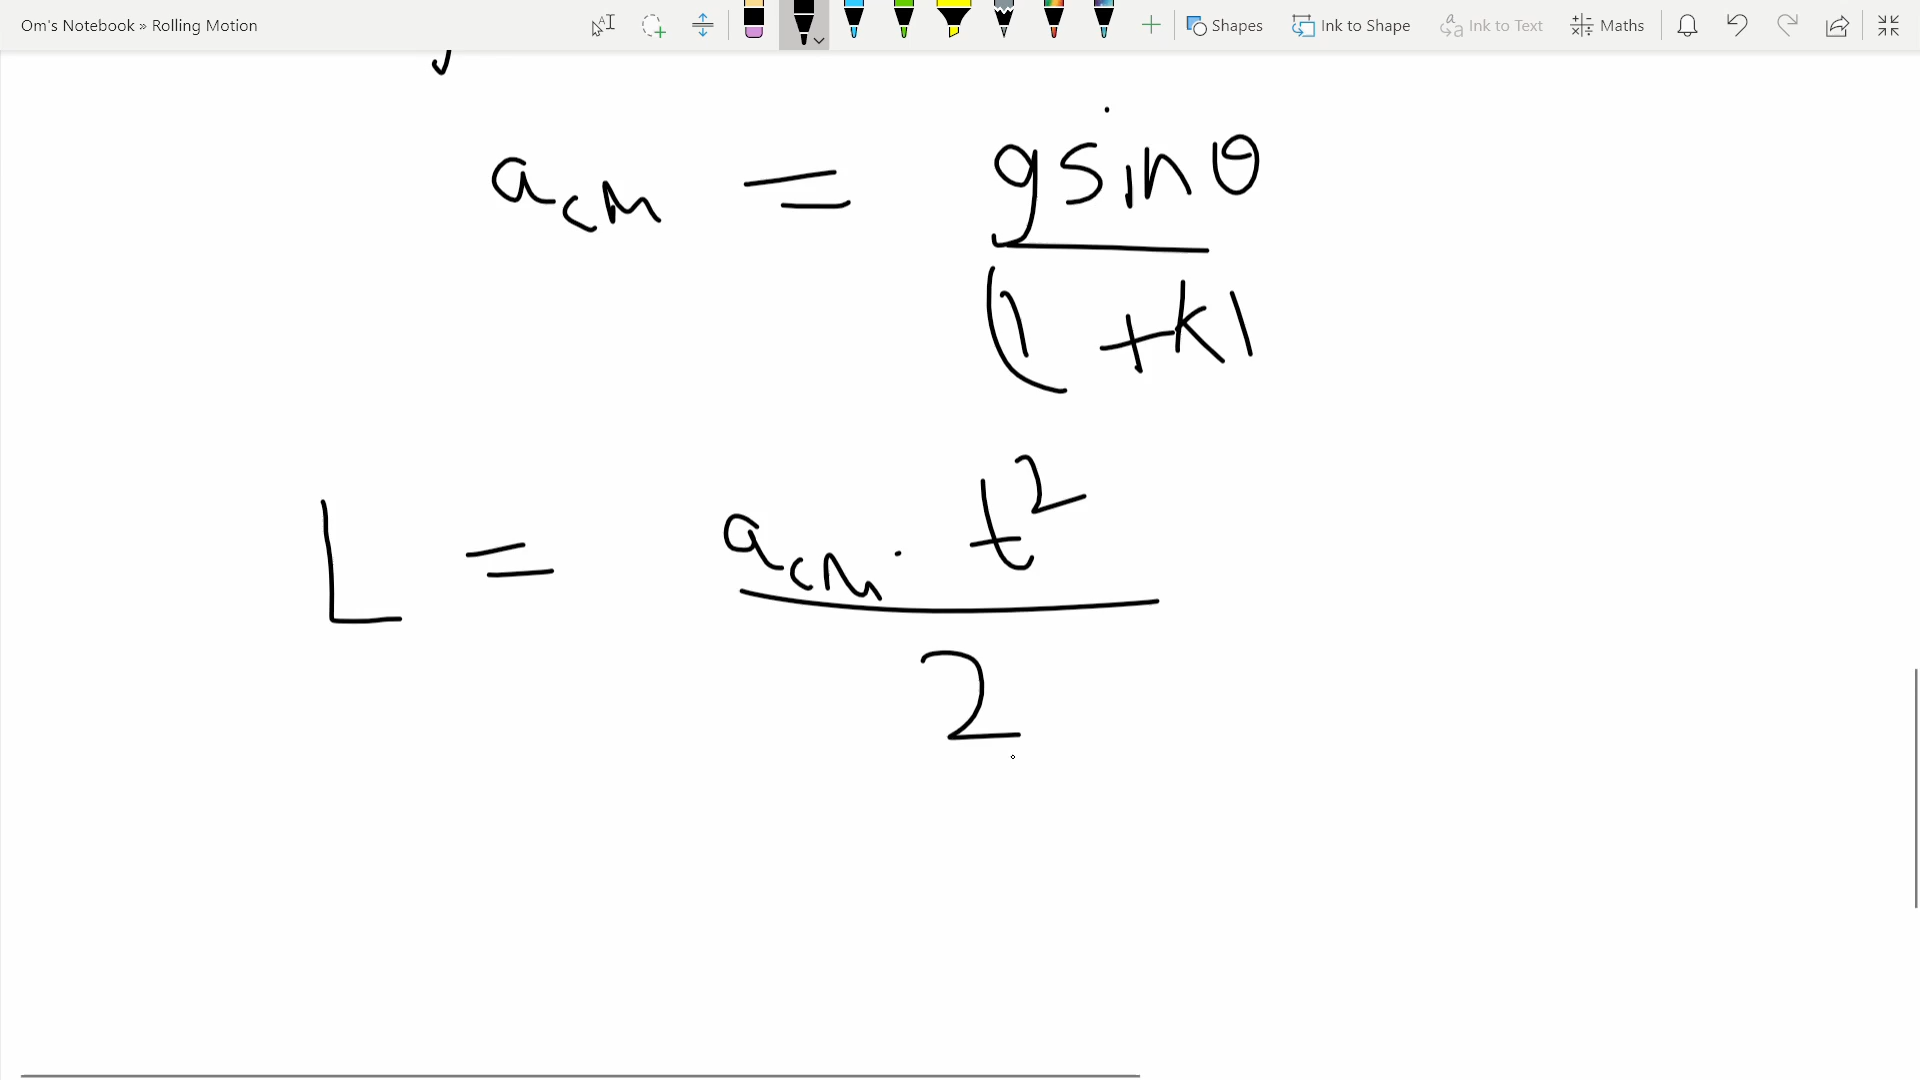 Om's Notebook » Rolling Motion
Shapes
Ink to Shape
Ink to Text
Maths
a_cm = g sin θ / (1 + k)
L = a_cm · t² / 2